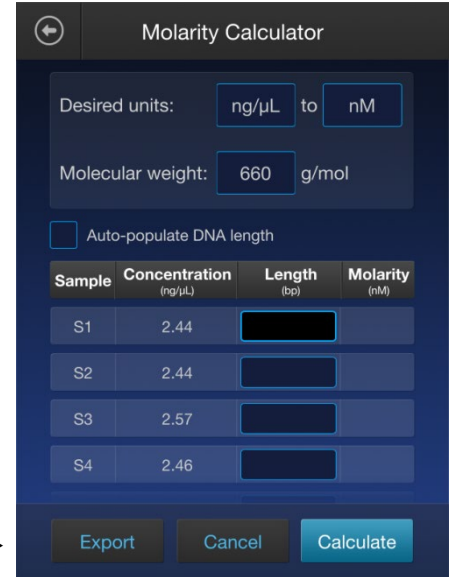 Molarity Calculator
Desired units: ng/µL to nM
Molecular weight: 660 g/mol
Auto-populate DNA length
Sample Concentration (ng/µL) Length (bp) Molarity (nM)
S1 2.44
S2 2.44
S3 2.57
S4 2.46
Export Cancel Calculate